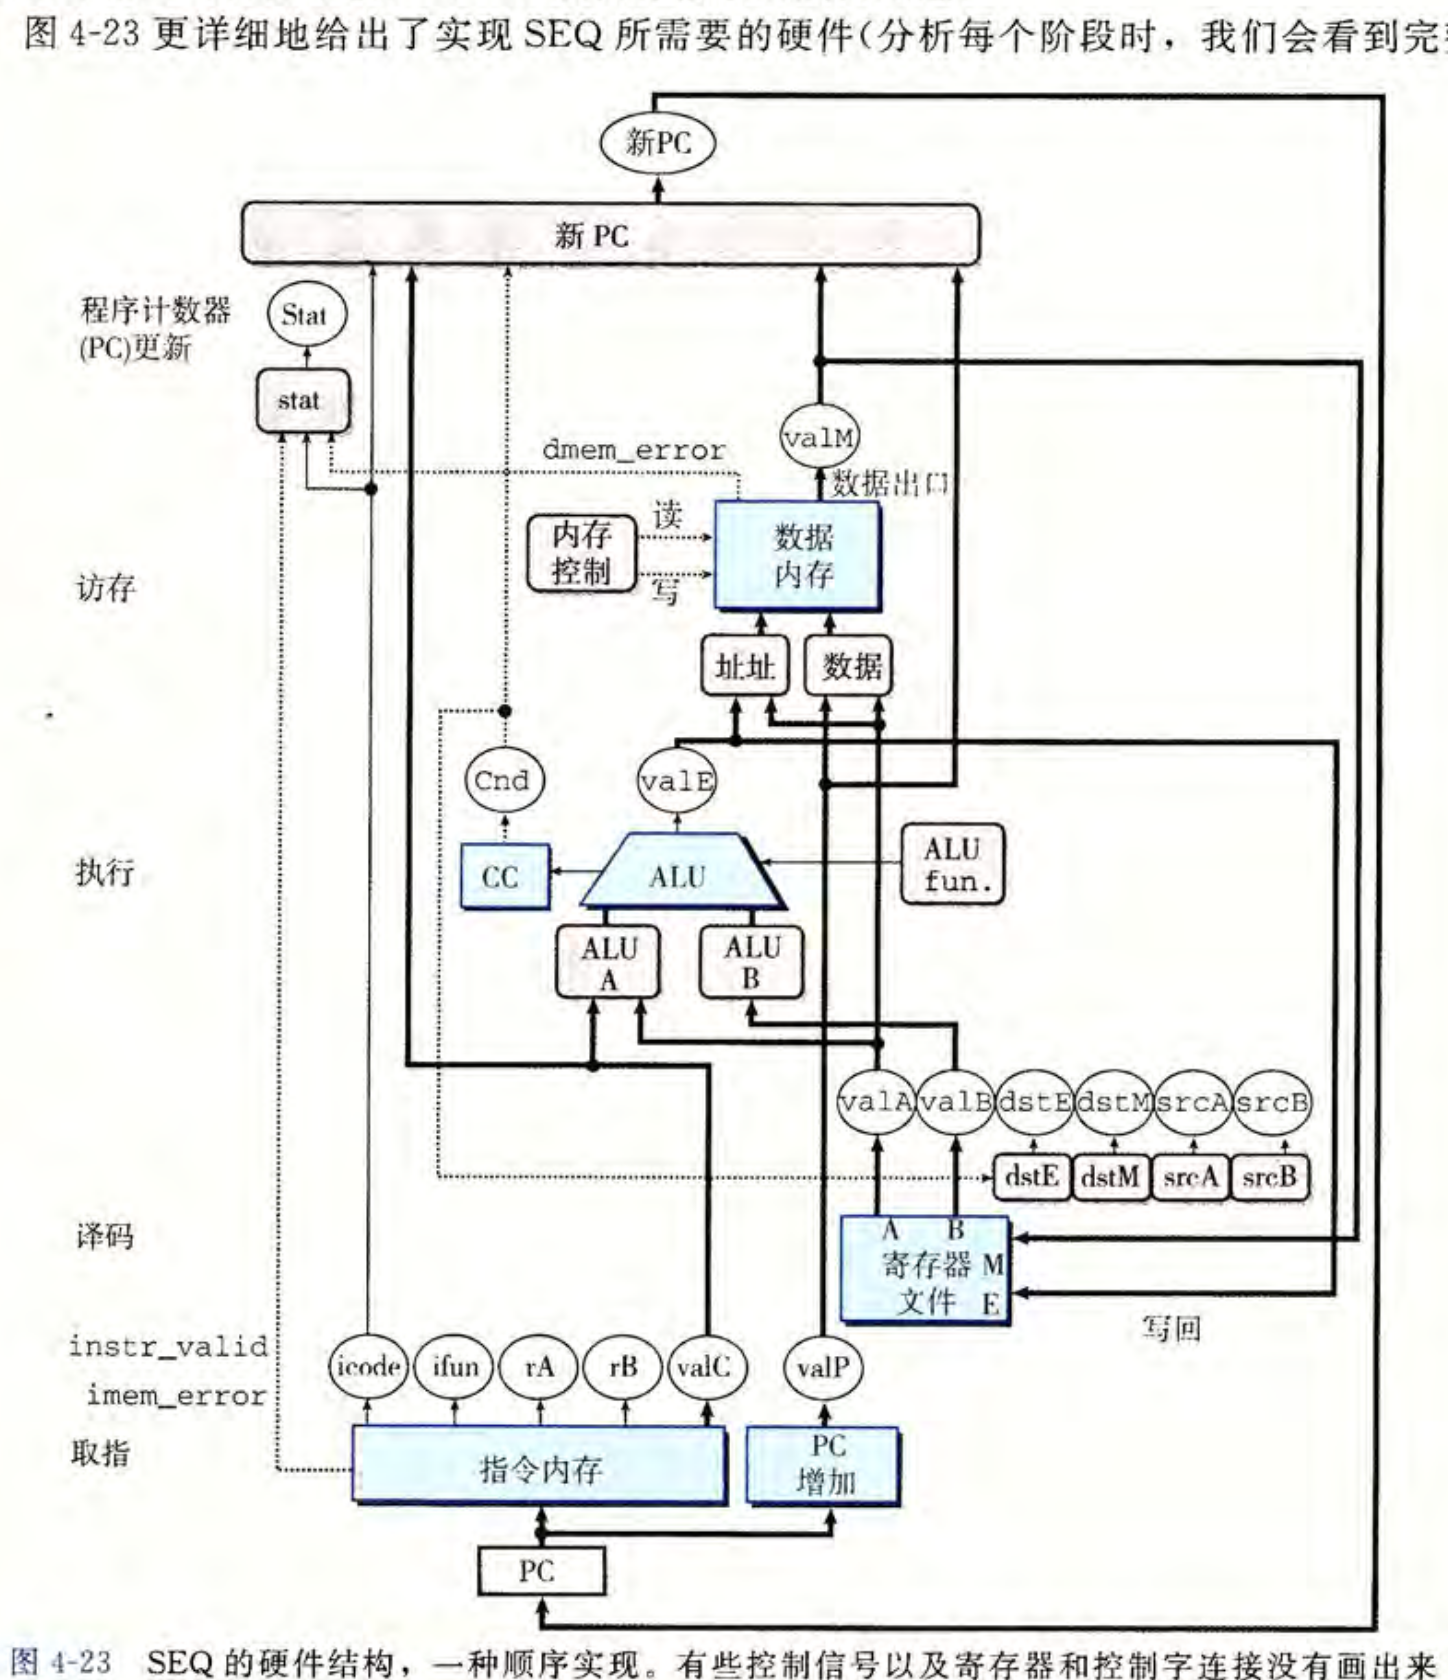 图 4-23 更详细地给出了实现 SEQ 所需要的硬件(分析每个阶段时，我们会看到完
新PC
新 PC
程序计数器
(PC)更新
Stat
stat
dmem_error
valM
数据出口
访存
内存
控制
读
写
数据
内存
址址
数据
Cnd
valE
执行
CC
ALU
ALU
fun.
ALU
A
ALU
B
valA
valB
dstE
dstM
srcA
srcB
dstE
dstM
srcA
srcB
译码
A
B
寄存器
文件
M
E
写回
instr_valid
imem_error
icode
ifun
rA
rB
valC
valP
取指
指令内存
PC
增加
PC
图 4-23 SEQ 的硬件结构，一种顺序实现。有些控制信号以及寄存器和控制字连接没有画出来